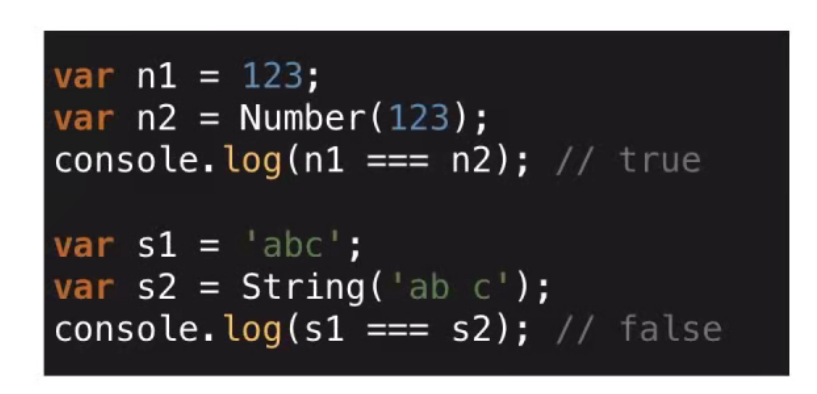 var n1 = 123;
var n2 = Number(123);
console.log(n1 === n2); // true
var s1 = 'abc';
var s2 = String('ab c');
console.log(s1 === s2); // false